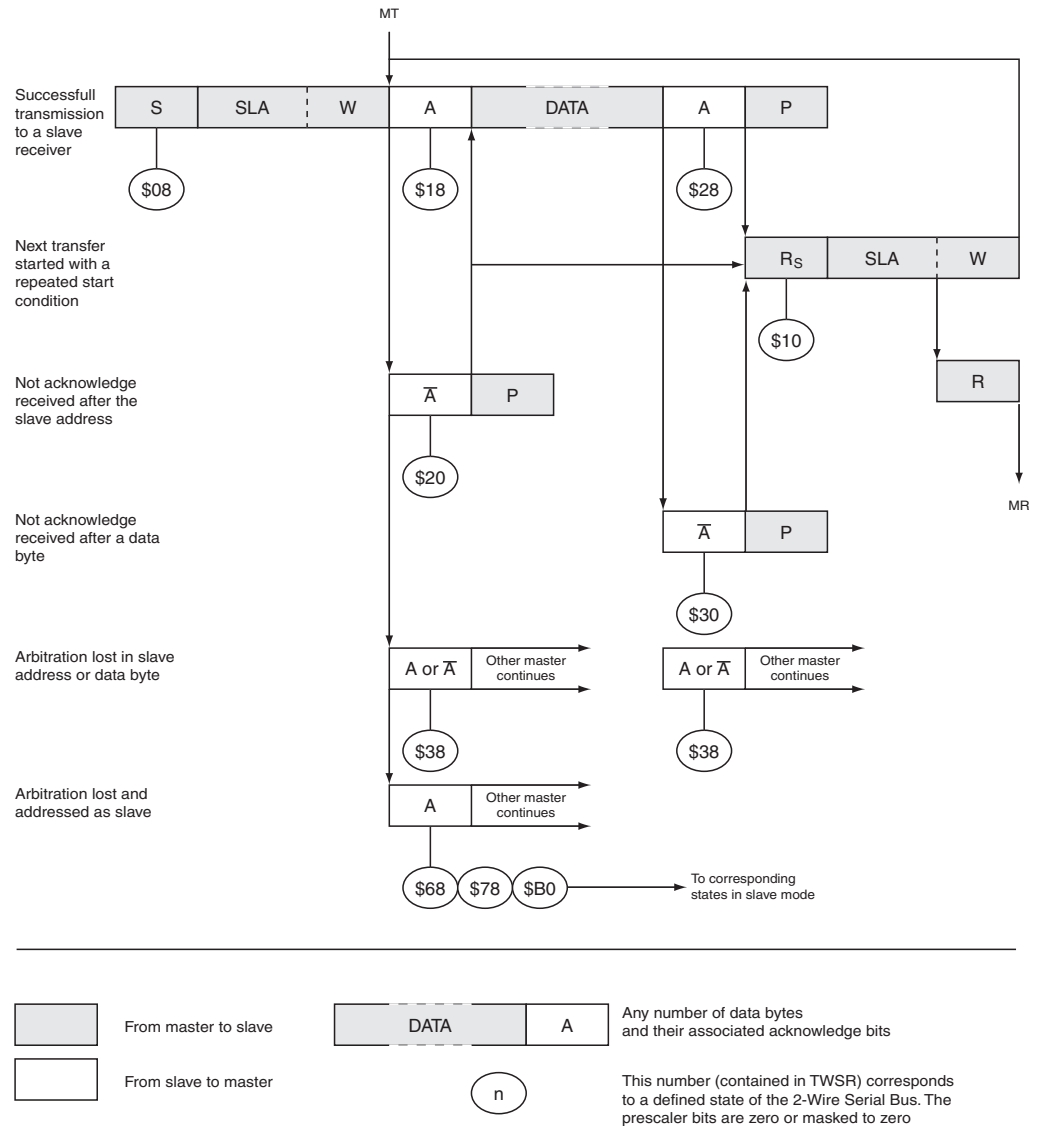 MT
Successfull
transmission
to a slave
receiver
S SLA W A DATA A P
$08 $18 $28
Next transfer
started with a
repeated start
condition
RS SLA W
$10
Not acknowledge
received after the
slave address
A̅ P
R
$20
MR
Not acknowledge
received after a data
byte
A̅ P
$30
Arbitration lost in slave
address or data byte
A or A̅
Other master
continues
A or A̅
Other master
continues
$38 $38
Arbitration lost and
addressed as slave
A
Other master
continues
$68 $78 $B0
To corresponding
states in slave mode
From master to slave
DATA A
Any number of data bytes
and their associated acknowledge bits
From slave to master
n
This number (contained in TWSR) corresponds
to a defined state of the 2-Wire Serial Bus. The
prescaler bits are zero or masked to zero